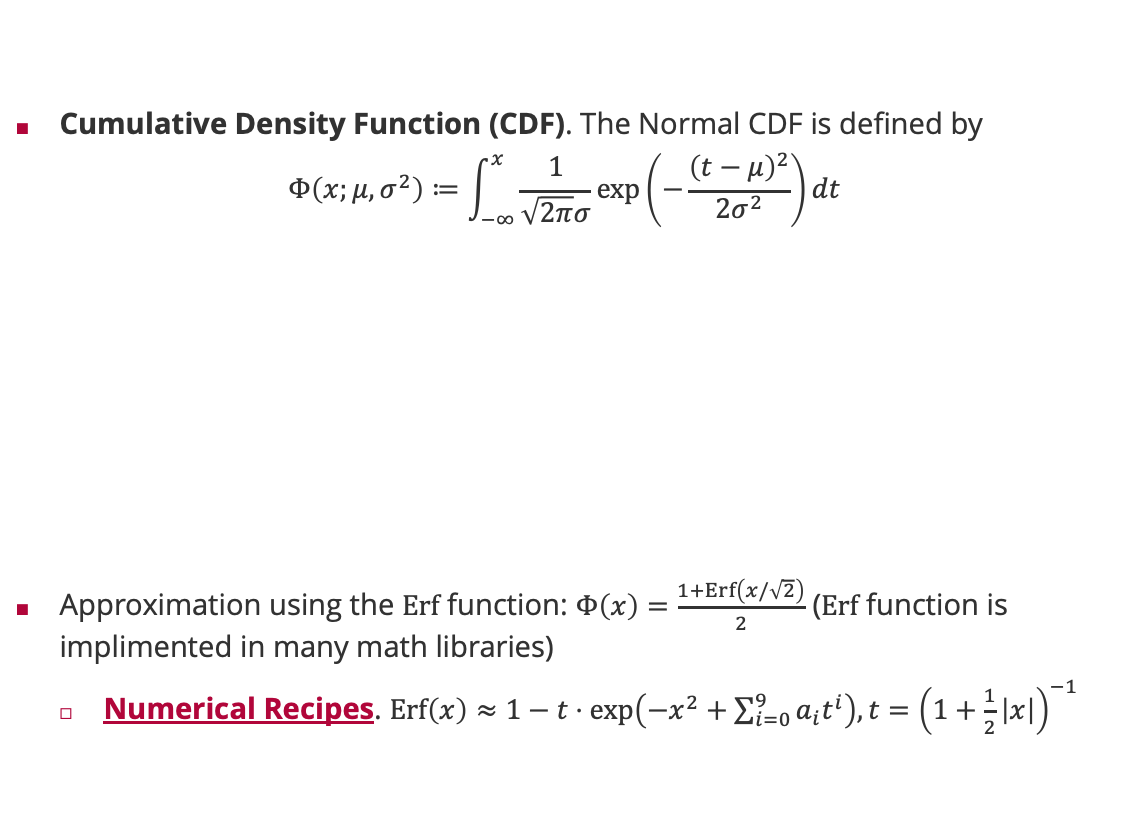 ▪ Cumulative Density Function (CDF). The Normal CDF is defined by
Φ(x; μ, σ²) ≔ ∫_{−∞}^{x} 1/(√2π σ) exp(−(t − μ)²/(2σ²)) dt
▪ Approximation using the Erf function: Φ(x) = (1+Erf(x/√2))/2 (Erf function is
implimented in many math libraries)
▫ Numerical Recipes. Erf(x) ≈ 1 − t · exp(−x² + ∑_{i=0}^{9} a_i t^i), t = (1 + 1/2 |x|)^{−1}